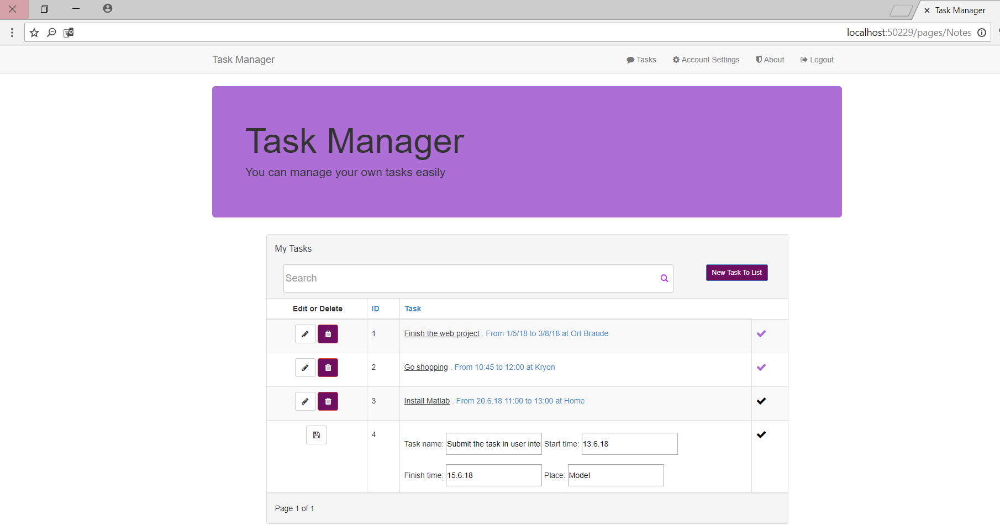 Task Manager
localhost:50229/pages/Notes
Task Manager Tasks Account Settings About Logout
Task Manager
You can manage your own tasks easily
My Tasks
Search New Task To List
Edit or Delete ID Task
1 Finish the web project . From 1/5/18 to 3/8/18 at Ort Braude
2 Go shopping . From 10:45 to 12:00 at Kryon
3 Install Matlab . From 20.6.18 11:00 to 13:00 at Home
4 Task name: Submit the task in user inte Start time: 13.6.18
Finish time: 15.6.18 Place: Model
Page 1 of 1